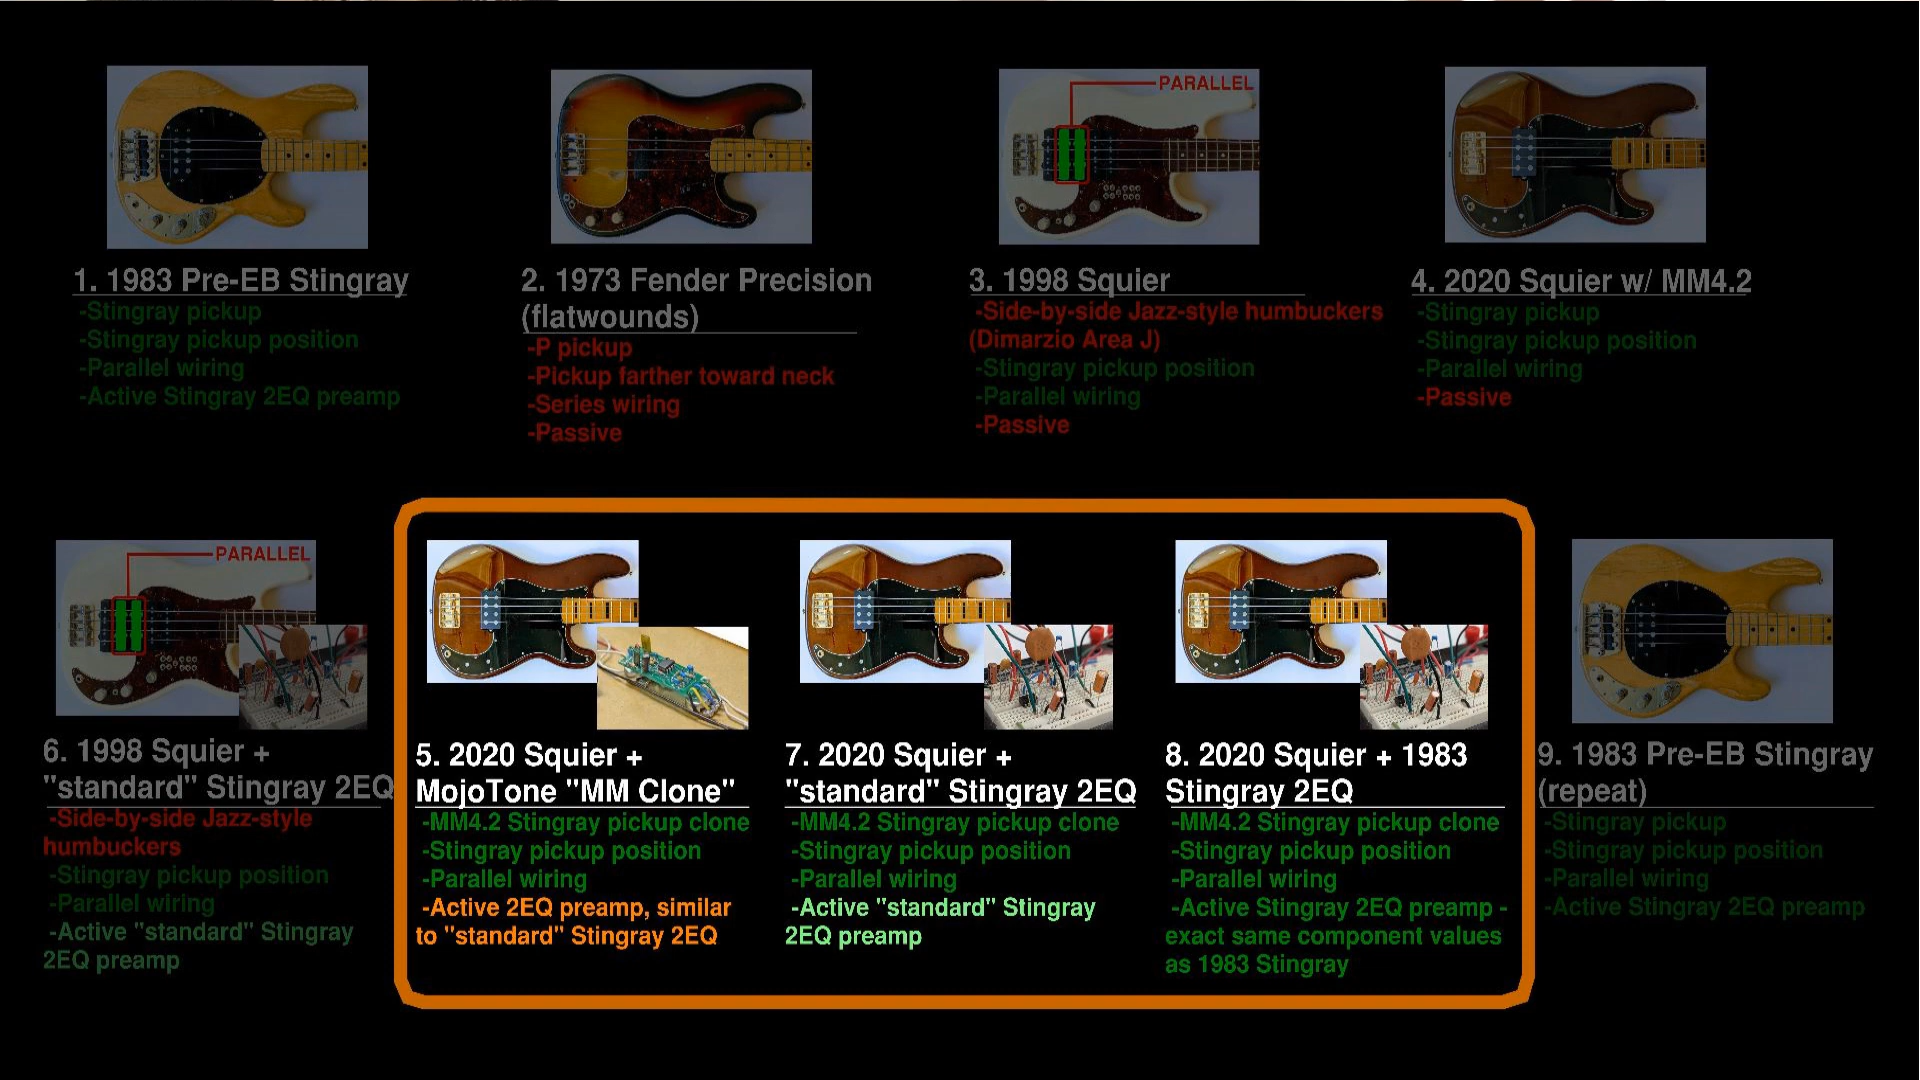 PARALLEL
1. 1983 Pre-EB Stingray
-Stingray pickup
-Stingray pickup position
-Parallel wiring
-Active Stingray 2EQ preamp
2. 1973 Fender Precision
(flatwounds)
-P pickup
-Pickup farther toward neck
-Series wiring
-Passive
3. 1998 Squier
-Side-by-side Jazz-style humbuckers
(Dimarzio Area J)
-Stingray pickup position
-Parallel wiring
-Passive
4. 2020 Squier w/ MM4.2
-Stingray pickup
-Stingray pickup position
-Parallel wiring
-Passive
PARALLEL
6. 1998 Squier +
"standard" Stingray 2EQ
-Side-by-side Jazz-style
humbuckers
-Stingray pickup position
-Parallel wiring
-Active "standard" Stingray
2EQ preamp
5. 2020 Squier +
MojoTone "MM Clone"
-MM4.2 Stingray pickup clone
-Stingray pickup position
-Parallel wiring
-Active 2EQ preamp, similar
to "standard" Stingray 2EQ
7. 2020 Squier +
"standard" Stingray 2EQ
-MM4.2 Stingray pickup clone
-Stingray pickup position
-Parallel wiring
-Active "standard" Stingray
2EQ preamp
8. 2020 Squier + 1983
Stingray 2EQ
-MM4.2 Stingray pickup clone
-Stingray pickup position
-Parallel wiring
-Active Stingray 2EQ preamp -
exact same component values
as 1983 Stingray
9. 1983 Pre-EB Stingray
(repeat)
-Stingray pickup
-Stingray pickup position
-Parallel wiring
-Active Stingray 2EQ preamp